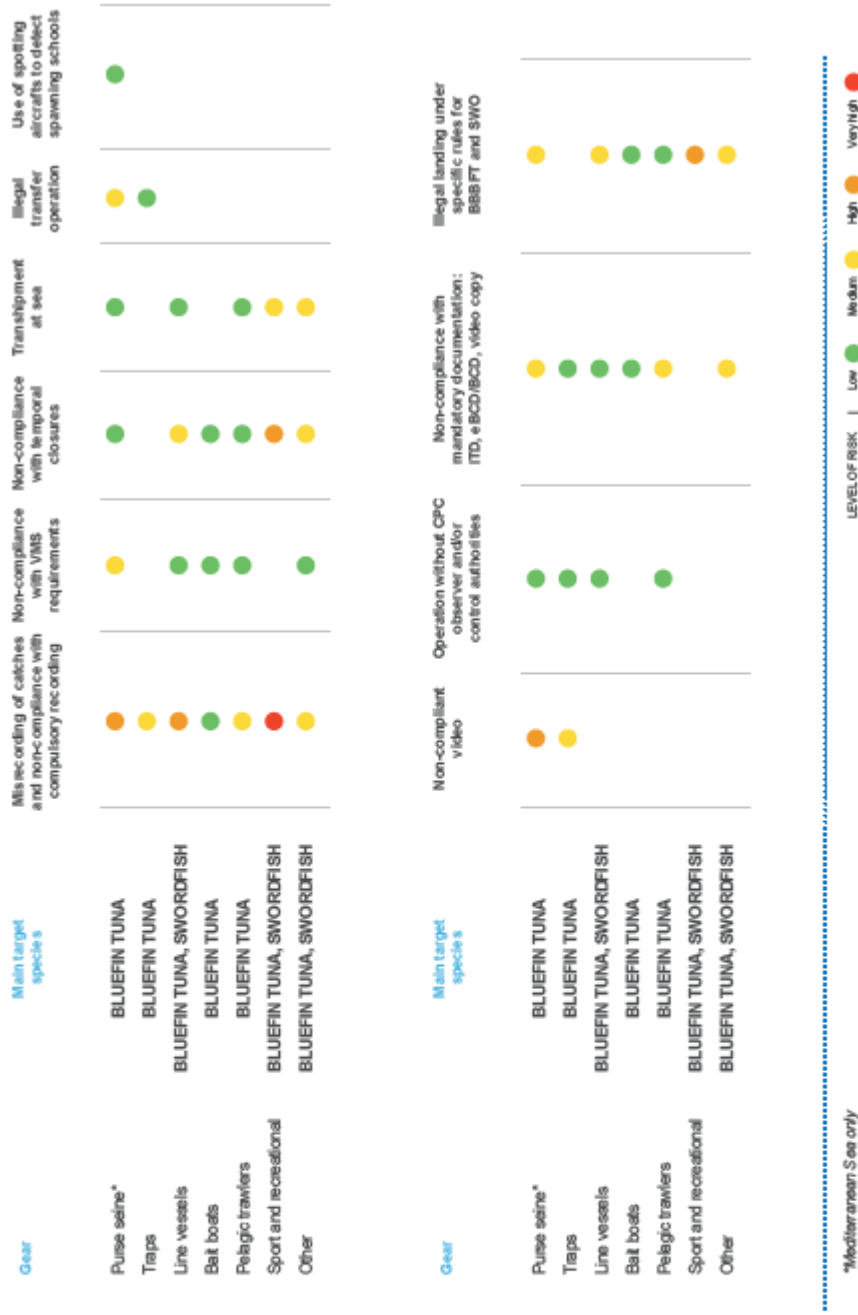 Gear
Main target
species
Misrecording of catches
and non-compliance with
compulsory recording
Non-compliance
with VMS
requirements
Non-compliance
with temporal
closures
Transhipment
at sea
Illegal
transfer
operation
Use of spotting
aircrafts to detect
spawning schools
Purse seine* BLUEFIN TUNA
Traps BLUEFIN TUNA
Line vessels BLUEFIN TUNA, SWORDFISH
Bait boats BLUEFIN TUNA
Pelagic trawlers BLUEFIN TUNA
Sport and recreational BLUEFIN TUNA, SWORDFISH
Other BLUEFIN TUNA, SWORDFISH
Gear
Main target
species
Non-compliant
video
Operation without CPC
observer and/or
control authorities
Non-compliance with
mandatory documentation:
ITD, eBCD/BCD, video copy
Illegal landing under
specific rules for
BBBFT and SWO
Purse seine* BLUEFIN TUNA
Traps BLUEFIN TUNA
Line vessels BLUEFIN TUNA, SWORDFISH
Bait boats BLUEFIN TUNA
Pelagic trawlers BLUEFIN TUNA
Sport and recreational BLUEFIN TUNA, SWORDFISH
Other BLUEFIN TUNA, SWORDFISH
*Mediterranean Sea only
LEVEL OF RISK | Low Medium High Very high